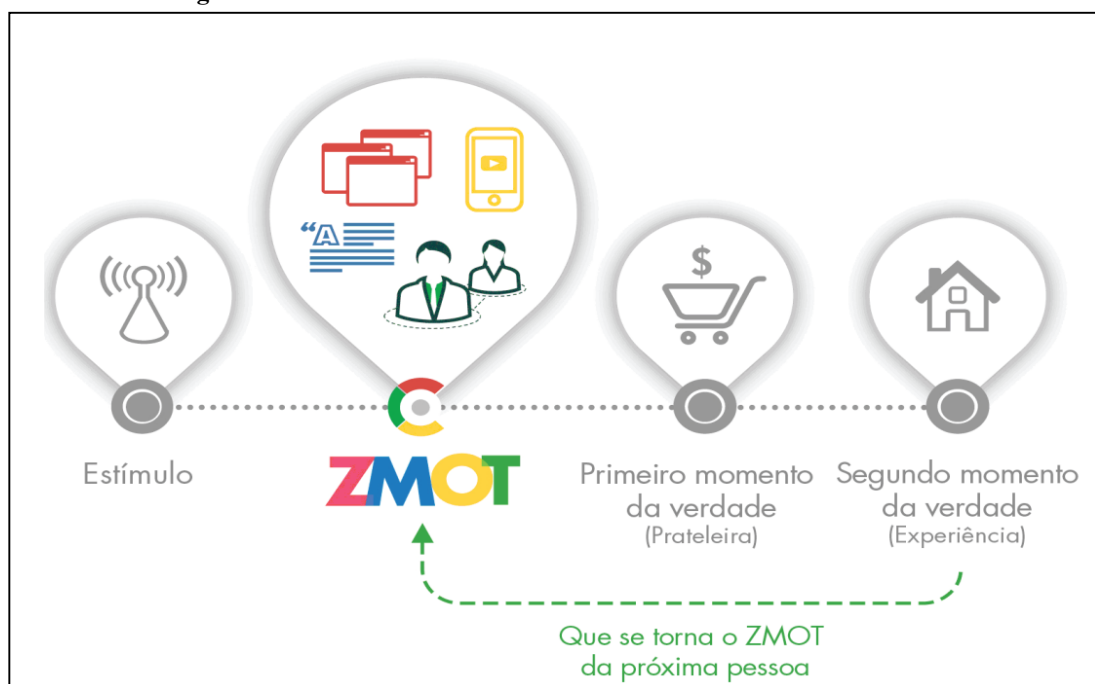 Estímulo
ZMOT
Primeiro momento
da verdade
(Prateleira)
Segundo momento
da verdade
(Experiência)
Que se torna o ZMOT
da próxima pessoa
“A
$